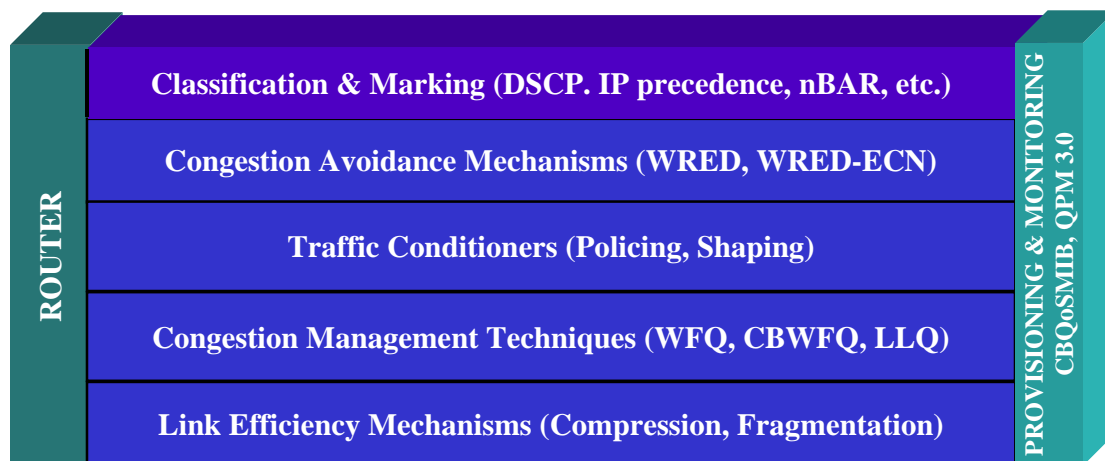 ROUTER
Classification & Marking (DSCP. IP precedence, nBAR, etc.)
Congestion Avoidance Mechanisms (WRED, WRED-ECN)
Traffic Conditioners (Policing, Shaping)
Congestion Management Techniques (WFQ, CBWFQ, LLQ)
Link Efficiency Mechanisms (Compression, Fragmentation)
PROVISIONING & MONITORING
CBQoSMIB, QPM 3.0